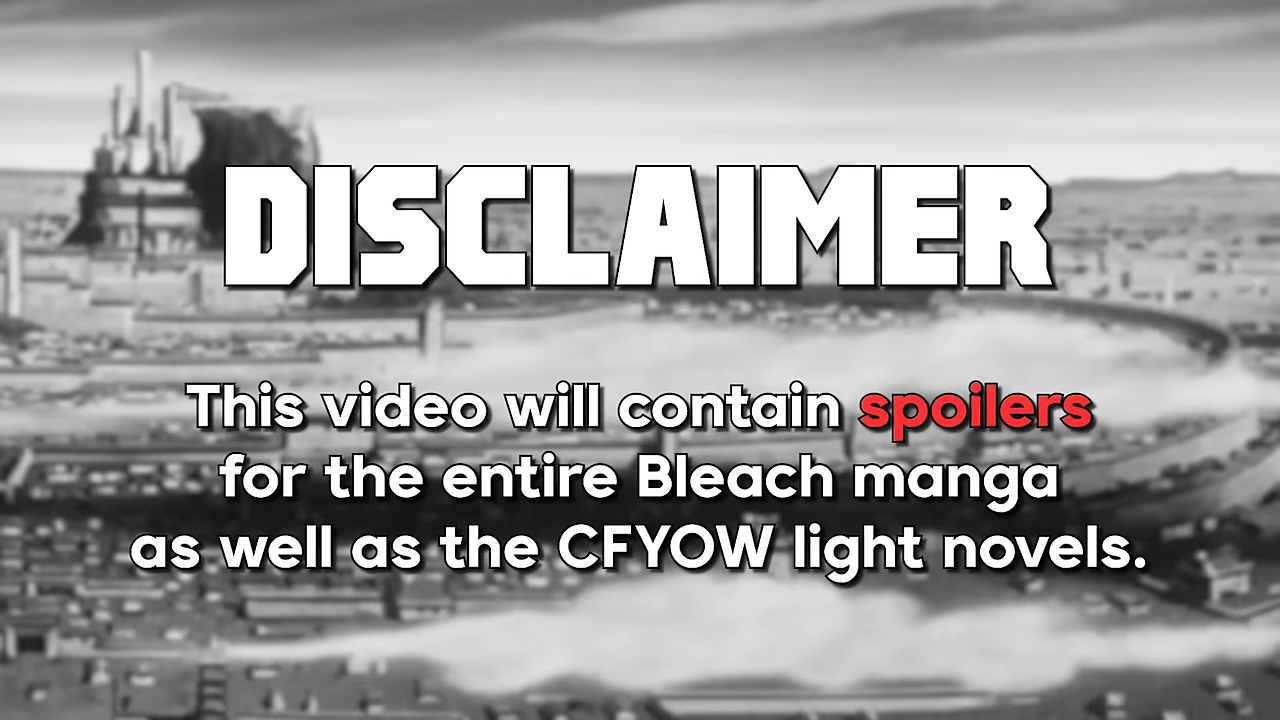 DISCLAIMER
This video will contain spoilers
for the entire Bleach manga
as well as the CFYOW light novels.